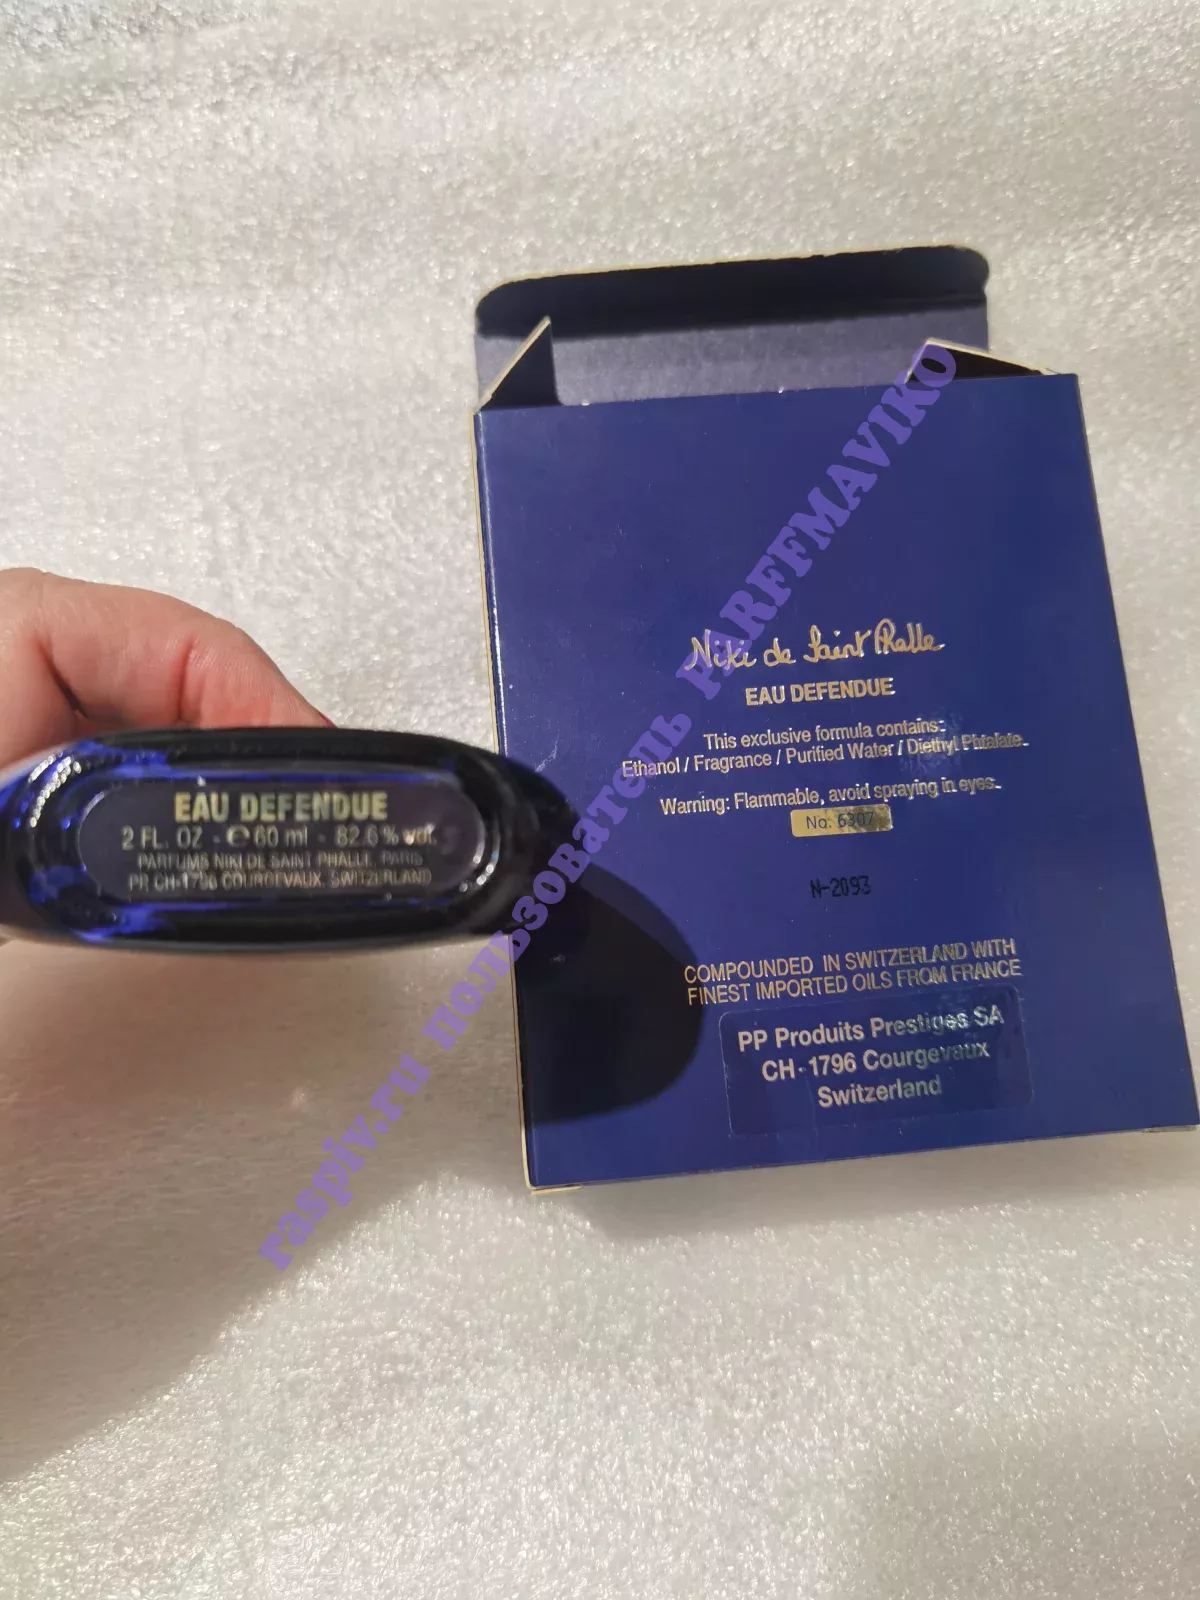 Niki de Saint Phalle
EAU DEFENDUE
This exclusive formula contains:
Ethanol / Fragrance / Purified Water / Diethyl Phtalate.
Warning: Flammable, avoid spraying in eyes.
No. 6307
N-2093
COMPOUNDED IN SWITZERLAND WITH
FINEST IMPORTED OILS FROM FRANCE
PP Produits Prestiges SA
CH-1796 Courgevaux
Switzerland
EAU DEFENDUE
2 FL. OZ - ℮ 60 ml - 82.6 % vol.
PARFUMS NIKI DE SAINT PHALLE, PARIS
PP, CH-1796 COURGEVAUX, SWITZERLAND
raspiv.ru пользователь PARFFMAVIKO